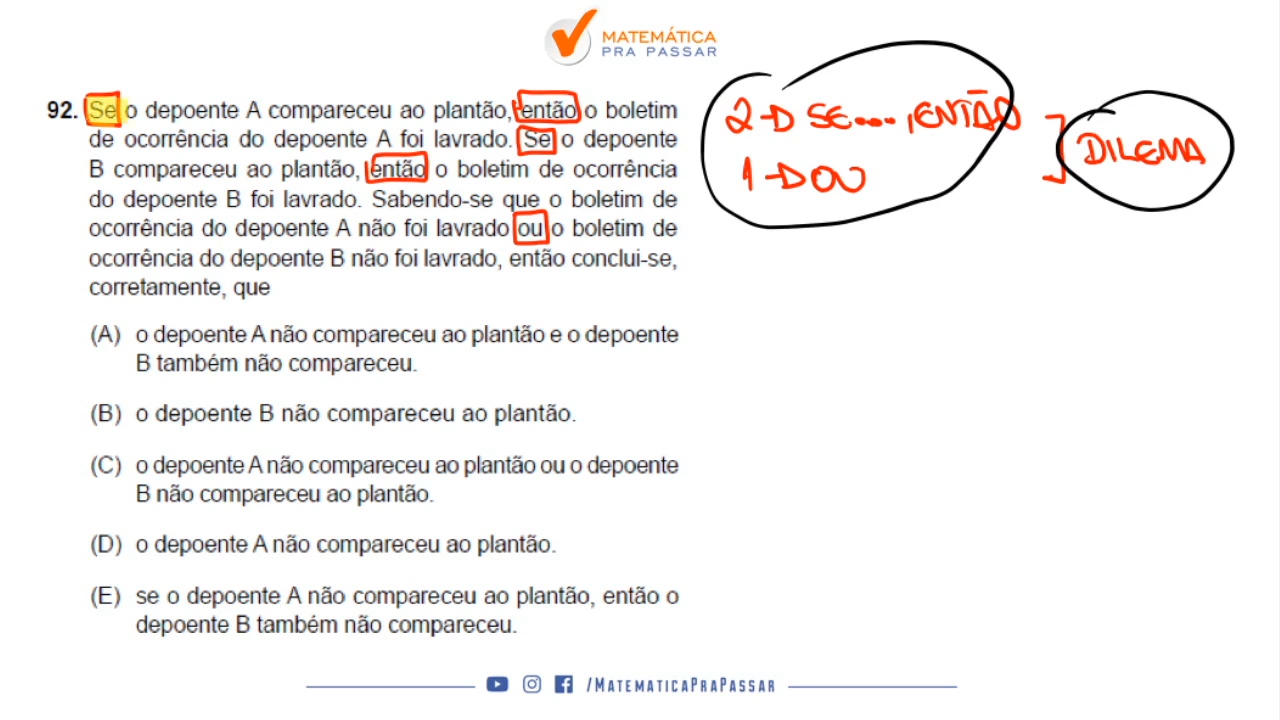 MATEMÁTICA
PRA PASSAR
92. Se o depoente A compareceu ao plantão, então o boletim
de ocorrência do depoente A foi lavrado. Se o depoente
B compareceu ao plantão, então o boletim de ocorrência
do depoente B foi lavrado. Sabendo-se que o boletim de
ocorrência do depoente A não foi lavrado ou o boletim de
ocorrência do depoente B não foi lavrado, então conclui-se,
corretamente, que
(A) o depoente A não compareceu ao plantão e o depoente
B também não compareceu.
(B) o depoente B não compareceu ao plantão.
(C) o depoente A não compareceu ao plantão ou o depoente
B não compareceu ao plantão.
(D) o depoente A não compareceu ao plantão.
(E) se o depoente A não compareceu ao plantão, então o
depoente B também não compareceu.
2-D SE...., ENTÃO
1-D OU
DILEMA
/MATEMATICAPRAPASSAR